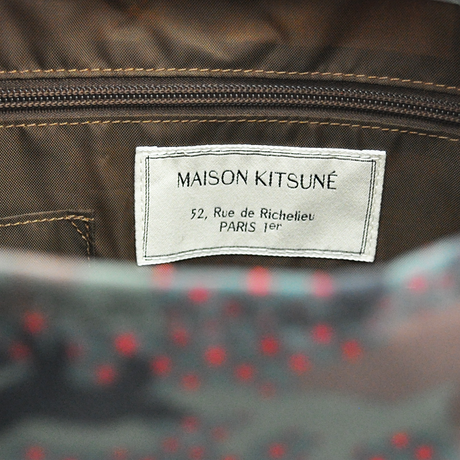 MAISON KITSUNÉ
52, Rue de Richelieu
PARIS 1er